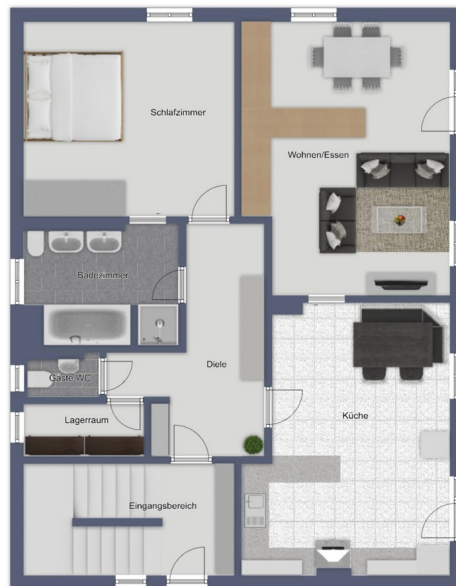 Schlafzimmer
Wohnen/Essen
Badezimmer
Diele
Gäste WC
Küche
Lagerraum
Eingangsbereich